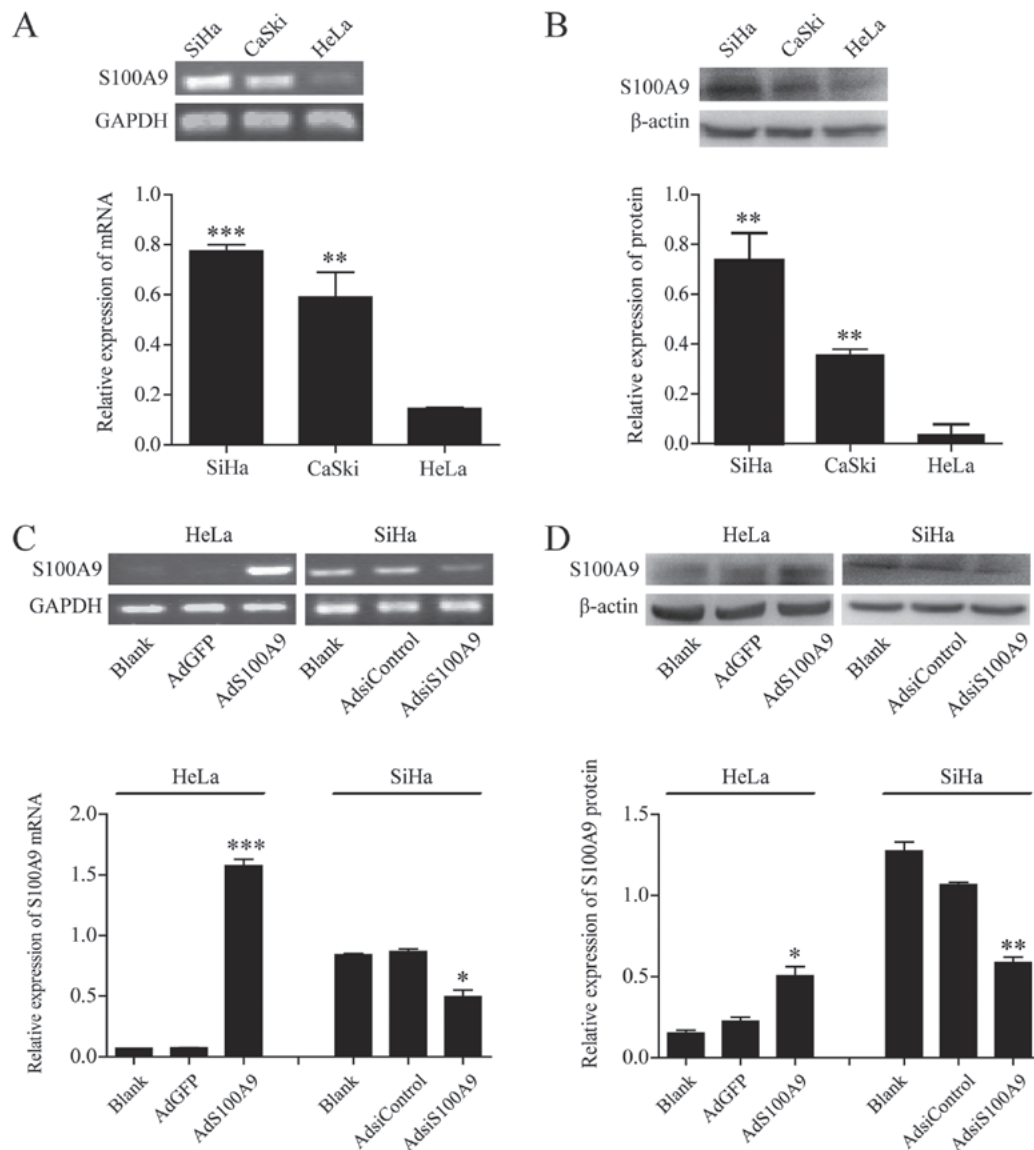 A
SiHa CaSki HeLa
S100A9
GAPDH
Relative expression of mRNA
1.0
0.8
0.6
0.4
0.2
0.0
***
**
SiHa CaSki HeLa
B
SiHa CaSki HeLa
S100A9
β-actin
Relative expression of protein
1.0
0.8
0.6
0.4
0.2
0.0
**
**
SiHa CaSki HeLa
C
HeLa SiHa
S100A9
GAPDH
Blank AdGFP AdS100A9 Blank AdsiControl AdsiS100A9
HeLa SiHa
Relative expression of S100A9 mRNA
2.0
1.5
1.0
0.5
0.0
***
*
Blank AdGFP AdS100A9 Blank AdsiControl AdsiS100A9
D
HeLa SiHa
S100A9
β-actin
Blank AdGFP AdS100A9 Blank AdsiControl AdsiS100A9
HeLa SiHa
Relative expression of S100A9 protein
1.5
1.0
0.5
0.0
*
**
Blank AdGFP AdS100A9 Blank AdsiControl AdsiS100A9